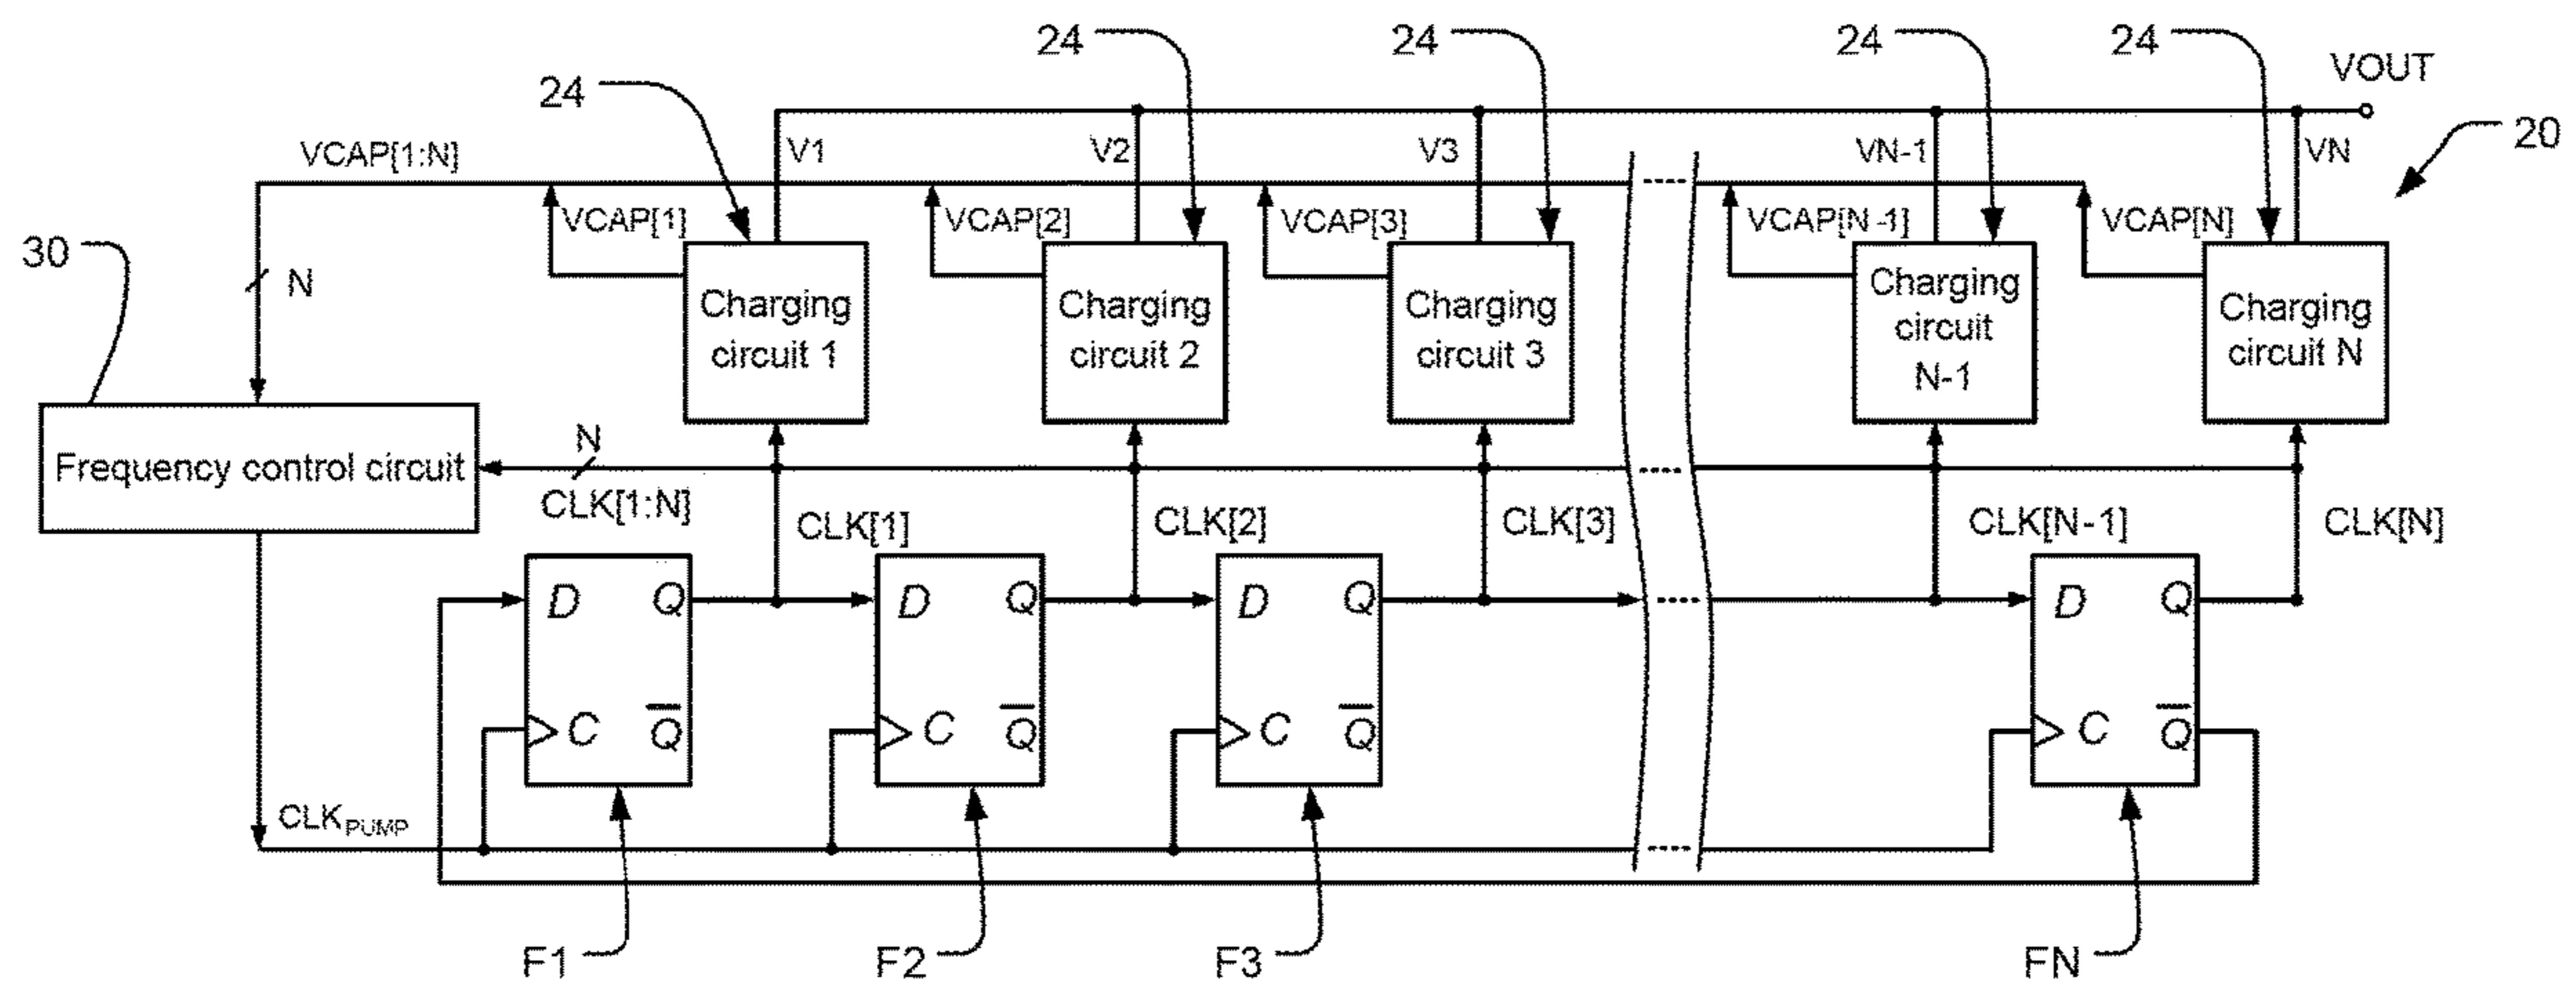 24 24 24 24
VOUT
24
20
VCAP[1:N] V1 V2 V3 VN-1 VN
VCAP[1] VCAP[2] VCAP[3] VCAP[N-1] VCAP[N]
30
N
Charging circuit 1
Charging circuit 2
Charging circuit 3
Charging circuit N-1
Charging circuit N
Frequency control circuit
N
CLK[1:N]
CLK[1] CLK[2] CLK[3] CLK[N-1] CLK[N]
D Q D Q D Q D Q
C Q̅ C Q̅ C Q̅ C Q̅
CLKPUMP
F1 F2 F3 FN